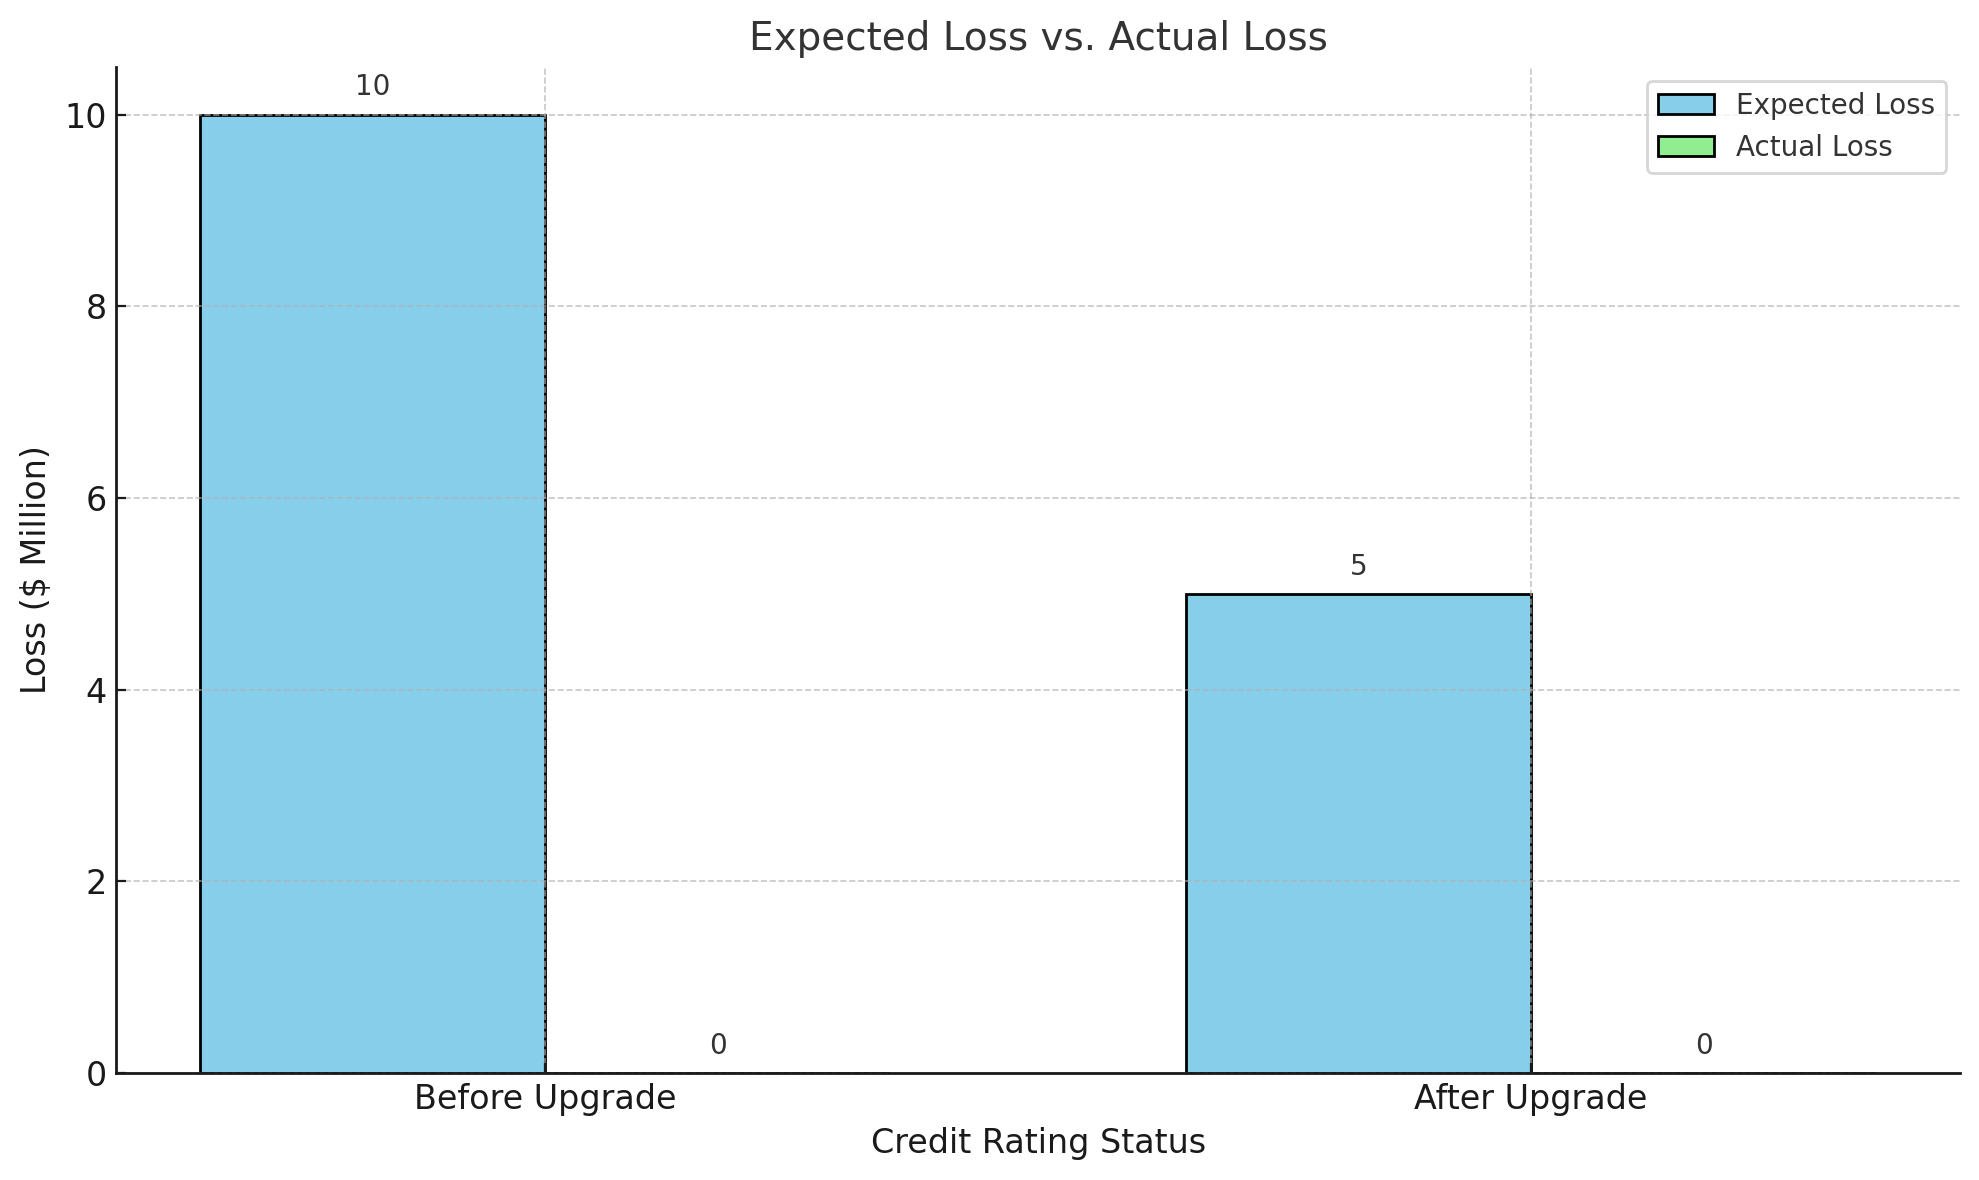 Expected Loss vs. Actual Loss
10
Expected Loss
Actual Loss
10
8
6
4
2
0
5
0
0
Loss ($ Million)
Before Upgrade
After Upgrade
Credit Rating Status